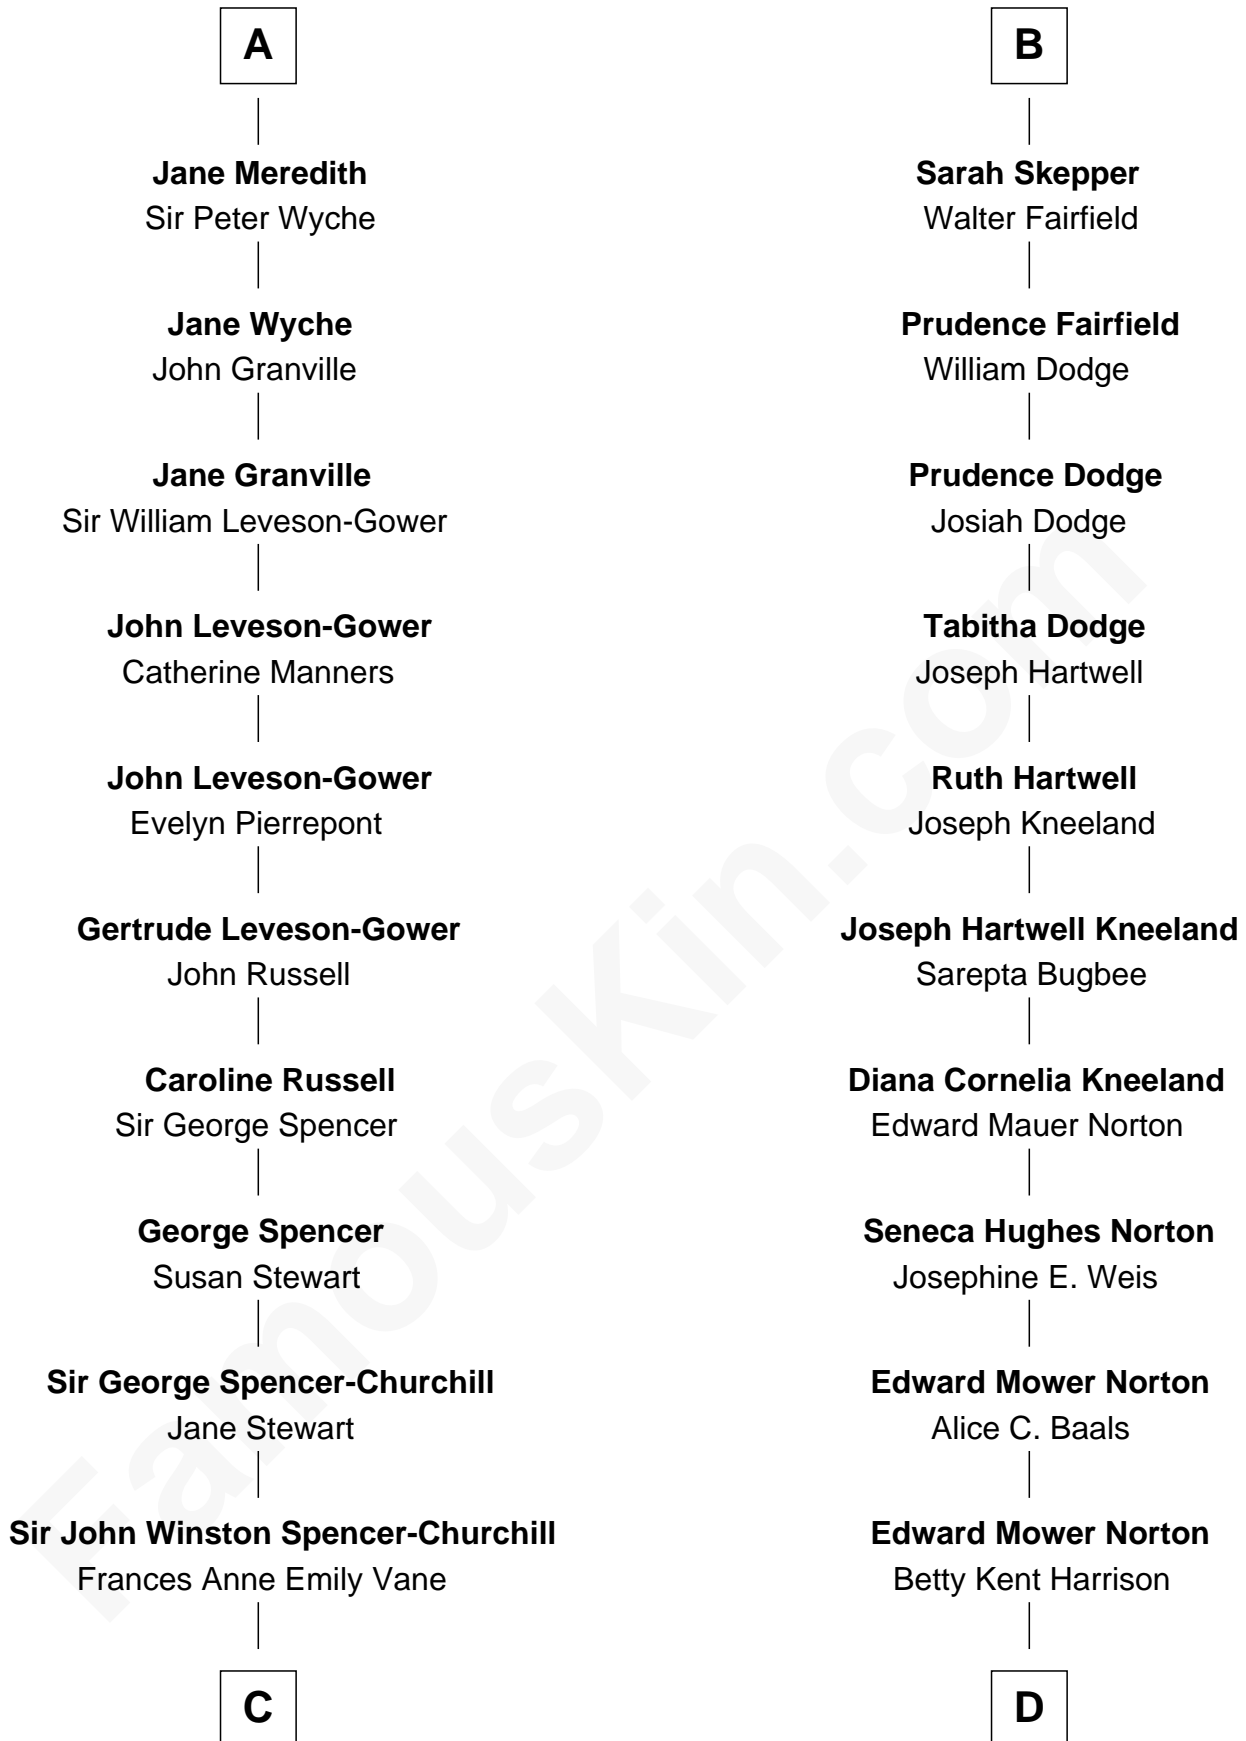 A
Jane Meredith
Sir Peter Wyche
Jane Wyche
John Granville
Jane Granville
Sir William Leveson-Gower
John Leveson-Gower
Catherine Manners
John Leveson-Gower
Evelyn Pierrepont
Gertrude Leveson-Gower
John Russell
Caroline Russell
Sir George Spencer
George Spencer
Susan Stewart
Sir George Spencer-Churchill
Jane Stewart
Sir John Winston Spencer-Churchill
Frances Anne Emily Vane
C
B
Sarah Skepper
Walter Fairfield
Prudence Fairfield
William Dodge
Prudence Dodge
Josiah Dodge
Tabitha Dodge
Joseph Hartwell
Ruth Hartwell
Joseph Kneeland
Joseph Hartwell Kneeland
Sarepta Bugbee
Diana Cornelia Kneeland
Edward Mauer Norton
Seneca Hughes Norton
Josephine E. Weis
Edward Mower Norton
Alice C. Baals
Edward Mower Norton
Betty Kent Harrison
D
FamousKin.com